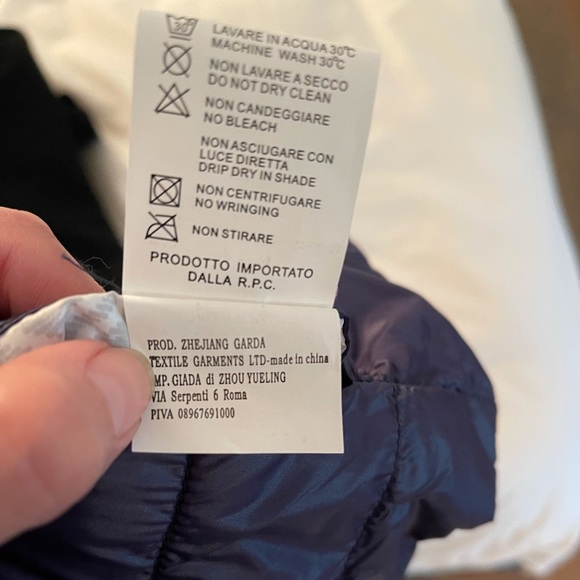 30
LAVARE IN ACQUA 30℃
MACHINE WASH 30℃
NON LAVARE A SECCO
DO NOT DRY CLEAN
NON CANDEGGIARE
NO BLEACH
NON ASCIUGARE CON
LUCE DIRETTA
DRIP DRY IN SHADE
NON CENTRIFUGARE
NO WRINGING
NON STIRARE
PRODOTTO IMPORTATO
DALLA R.P.C.
PROD. ZHEJIANG GARDA
TEXTILE GARMENTS LTD-made in china
MP. GIADA di ZHOU YUELING
VIA Serpenti 6 Roma
PIVA 08967691000